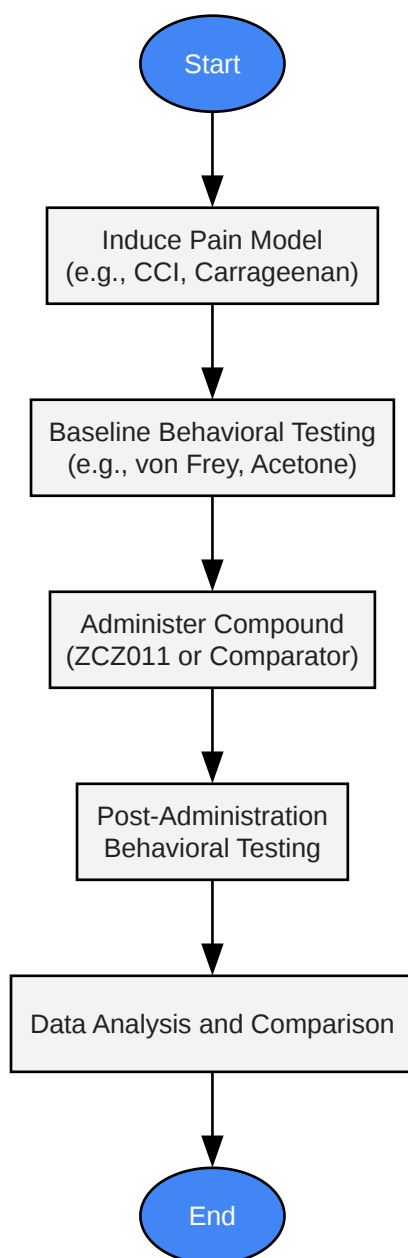 Start
Induce Pain Model
(e.g., CCI, Carrageenan)
Baseline Behavioral Testing
(e.g., von Frey, Acetone)
Administer Compound
(ZCZ011 or Comparator)
Post-Administration
Behavioral Testing
Data Analysis and Comparison
End